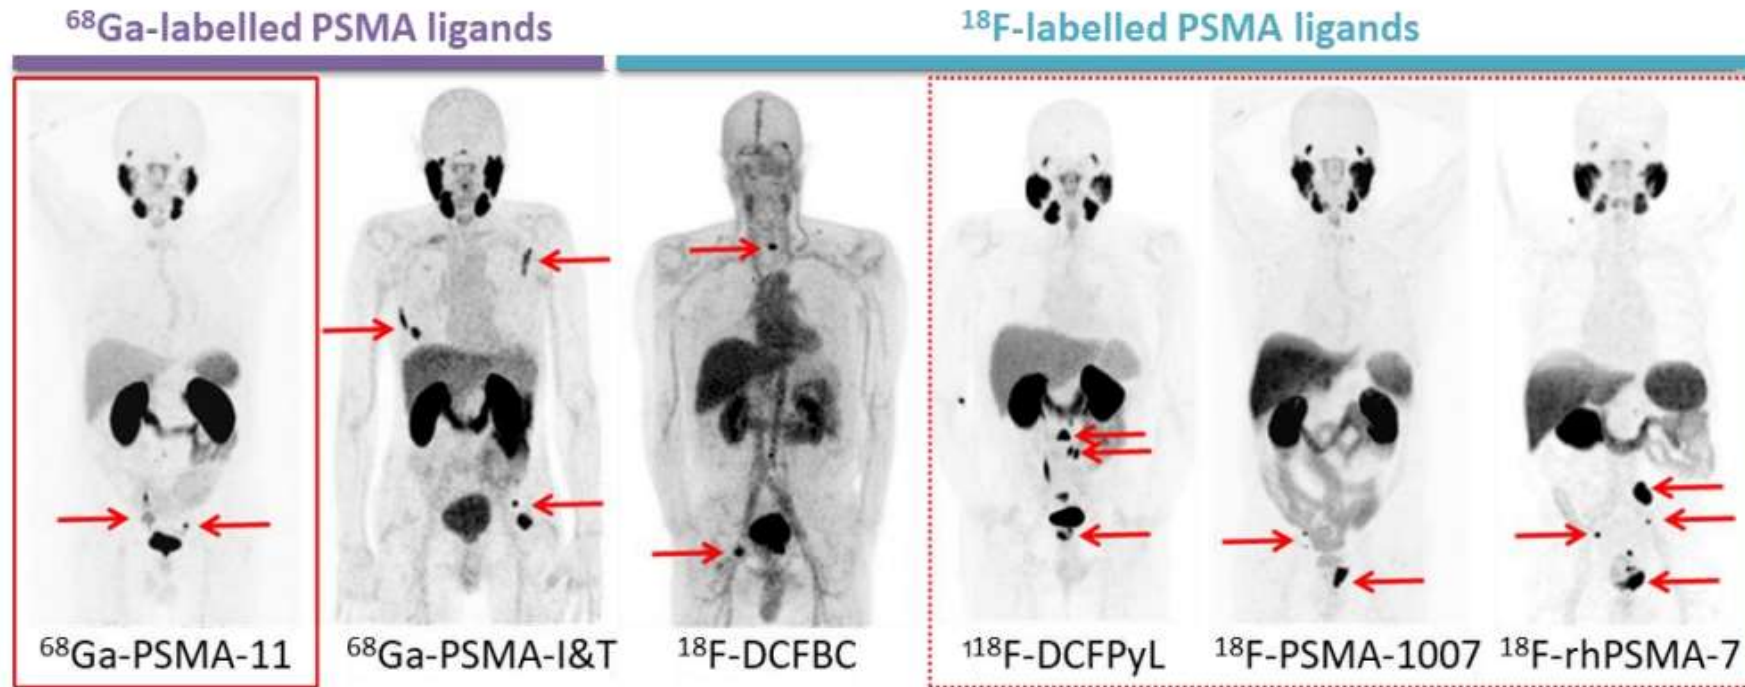 ⁶⁸Ga-labelled PSMA ligands
¹⁸F-labelled PSMA ligands
⁶⁸Ga-PSMA-11
⁶⁸Ga-PSMA-I&T
¹⁸F-DCFBC
¹¹⁸F-DCFPyL
¹⁸F-PSMA-1007
¹⁸F-rhPSMA-7